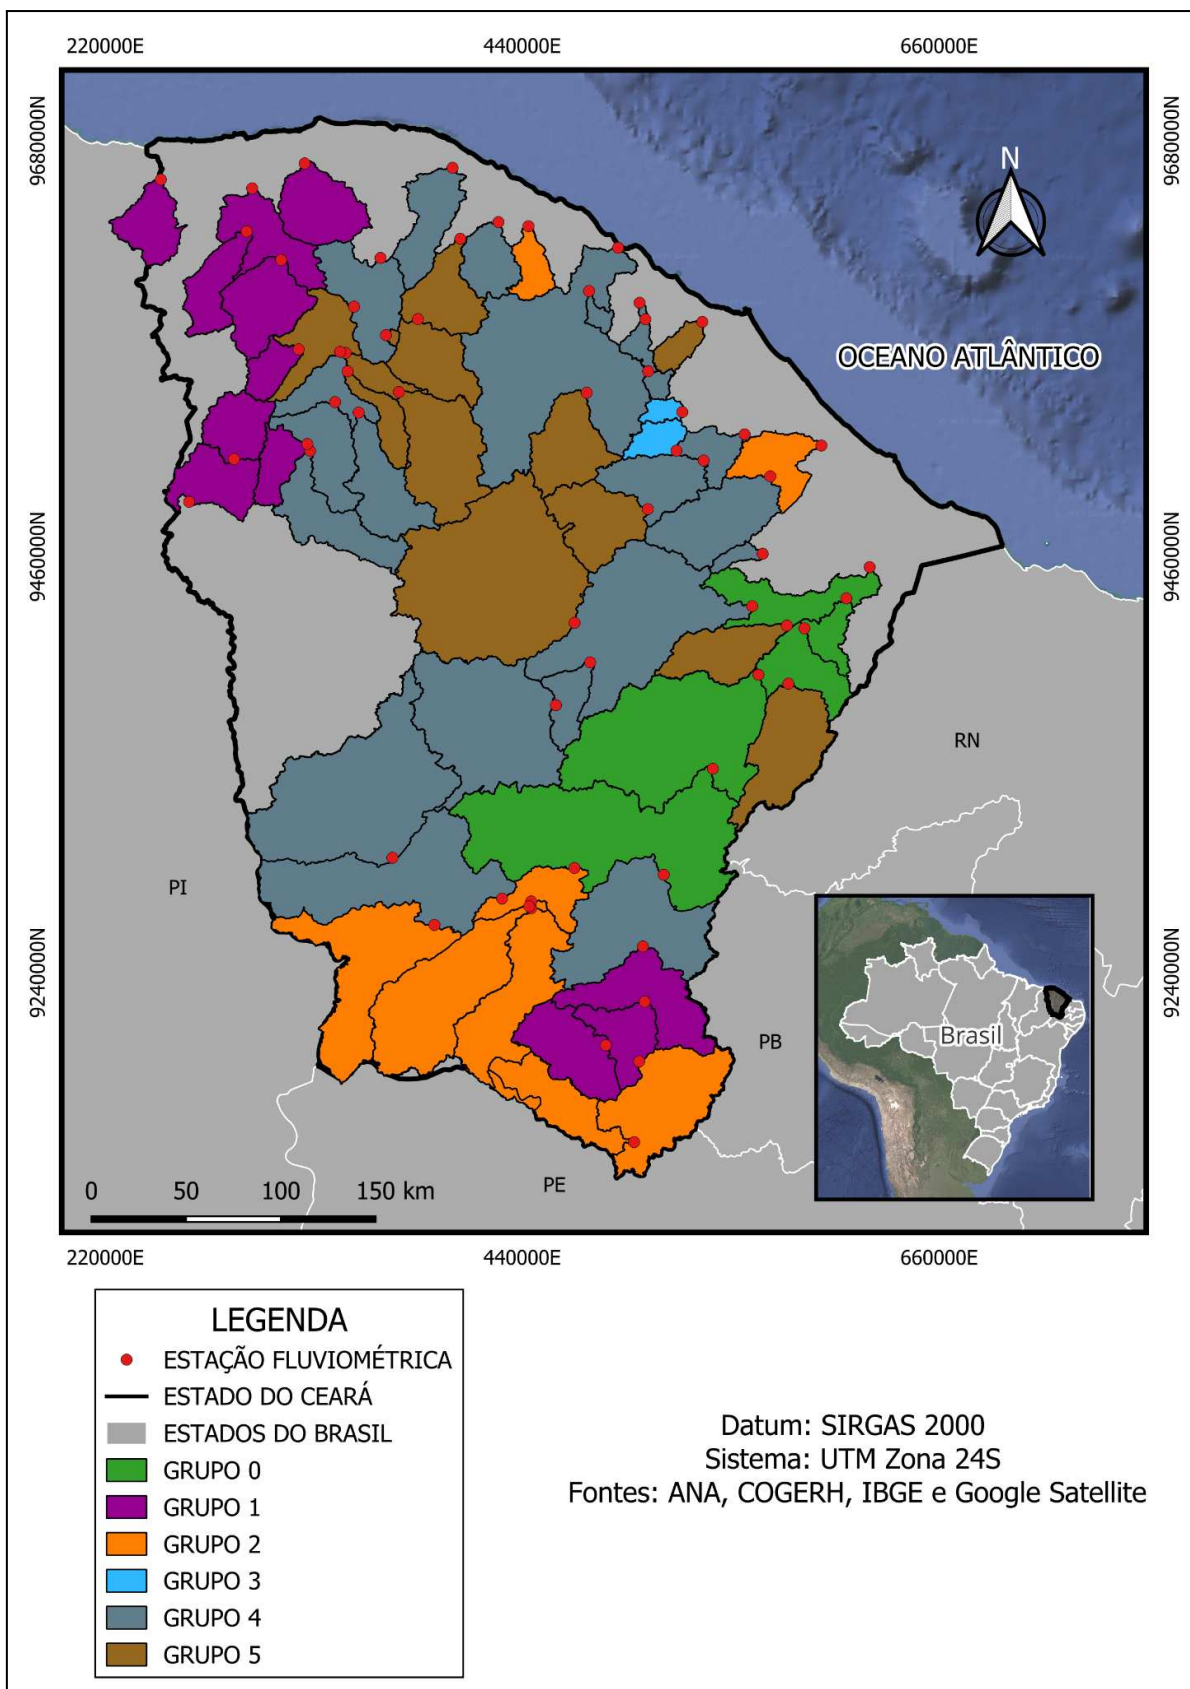 220000E 440000E 660000E
9680000N
9680000N
N
OCEANO ATLÂNTICO
9460000N
9460000N
RN
PI
9240000N
9240000N
Brasil
PB
PE
0 50 100 150 km
220000E 440000E 660000E
LEGENDA
ESTAÇÃO FLUVIOMÉTRICA
ESTADO DO CEARÁ
ESTADOS DO BRASIL
GRUPO 0
GRUPO 1
GRUPO 2
GRUPO 3
GRUPO 4
GRUPO 5
Datum: SIRGAS 2000
Sistema: UTM Zona 24S
Fontes: ANA, COGERH, IBGE e Google Satellite